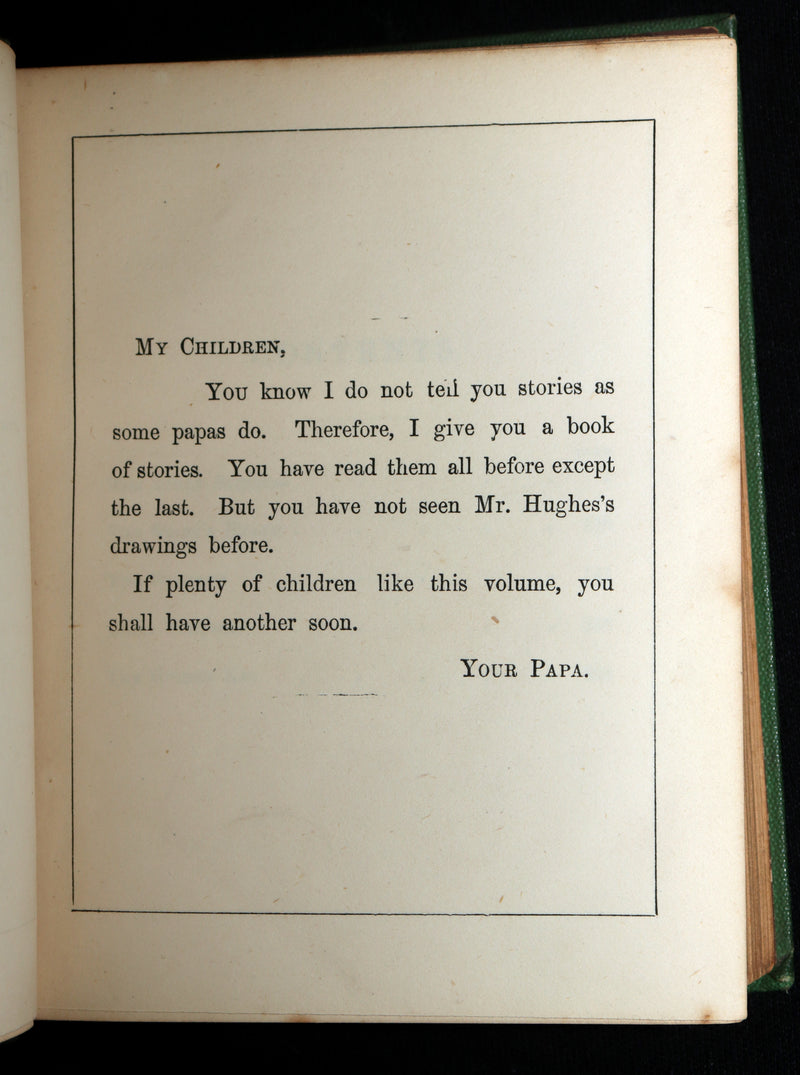 My Children,
You know I do not tell you stories as
some papas do. Therefore, I give you a book
of stories. You have read them all before except
the last. But you have not seen Mr. Hughes's
drawings before.
If plenty of children like this volume, you
shall have another soon.
Your Papa.